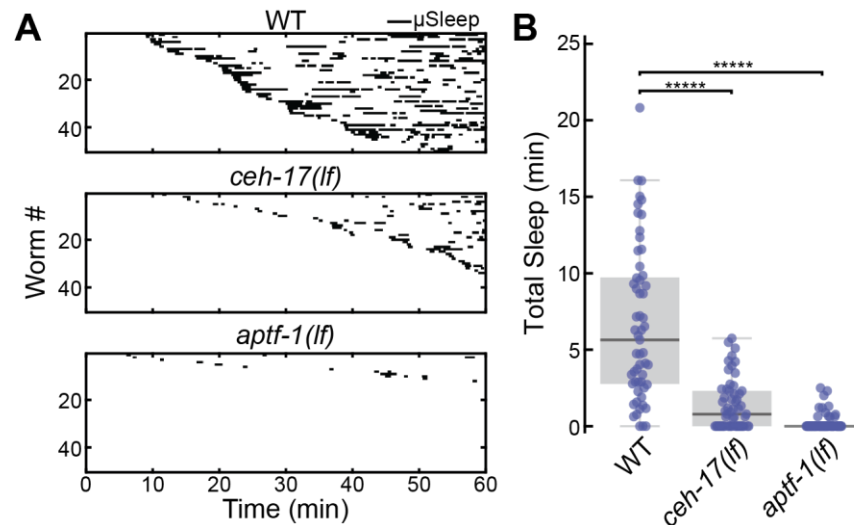 A
WT
μSleep
20
40
ceh-17(lf)
20
40
Worm #
aptf-1(lf)
20
40
0 10 20 30 40 50 60
Time (min)
B
25
20
15
10
5
0
Total Sleep (min)
*****
*****
WT
ceh-17(lf)
aptf-1(lf)